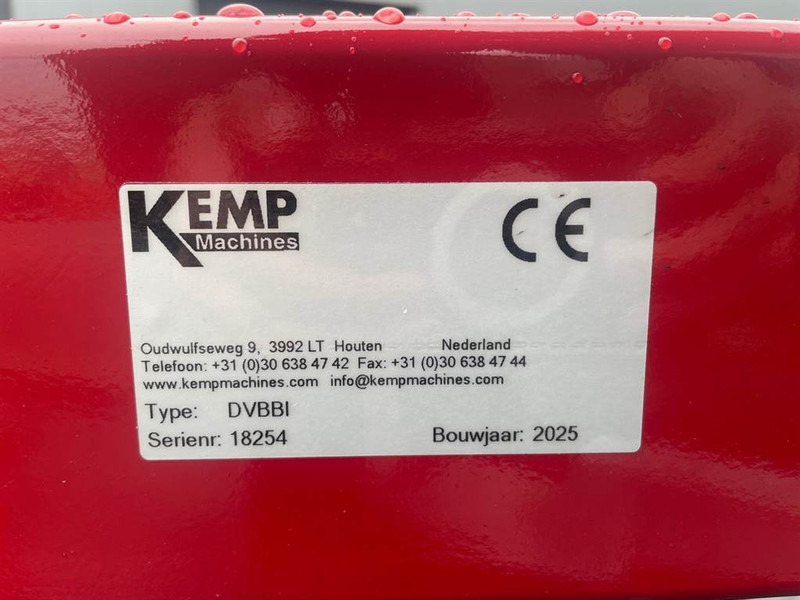 KEMP
Machines
CE
Oudwulfseweg 9, 3992 LT Houten Nederland
Telefoon: +31 (0)30 638 47 42 Fax: +31 (0)30 638 47 44
www.kempmachines.com info@kempmachines.com
Type: DVBBI
Serienr: 18254 Bouwjaar: 2025